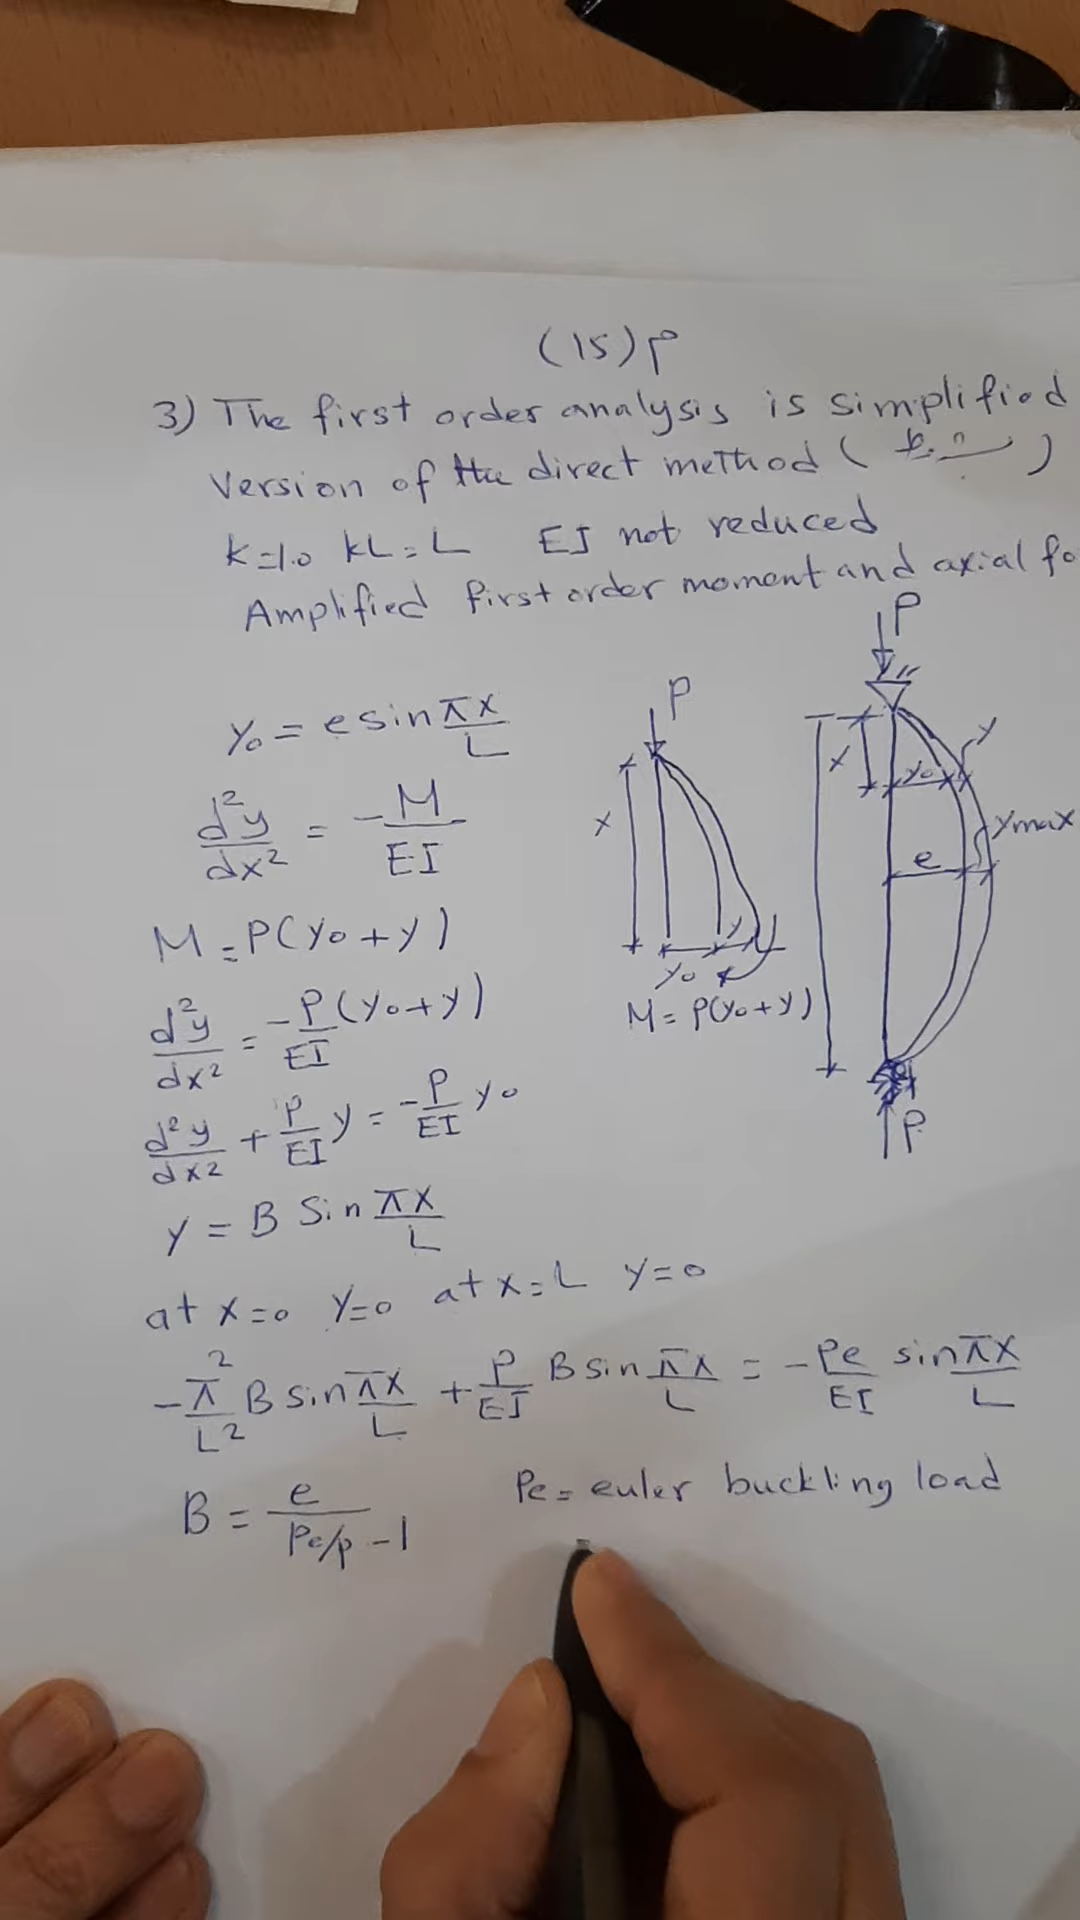 (15)P
3) The first order analysis is simplified
version of the direct method ( )
K=1.0 KL=L EI not reduced
Amplified first order moment and axial fo
y₀ = e sin πx/L
d²y/dx² = -M/EI
M=P(y₀+y)
d²y/dx² = -P/EI (y₀+y)
d²y/dx² + P/EI y = -P/EI y₀
y = B Sin πx/L
at x=0 y=0 at x=L y=0
-π²/L² B sin πx/L + P/EI B sin πx/L = -Pe/EI sin πx/L
B = e/(Pe/P -1) Pe = euler buckling load
=
P
x
y₀ y
M=P(y₀+y)
P
x y₀ y
ymax
e
P